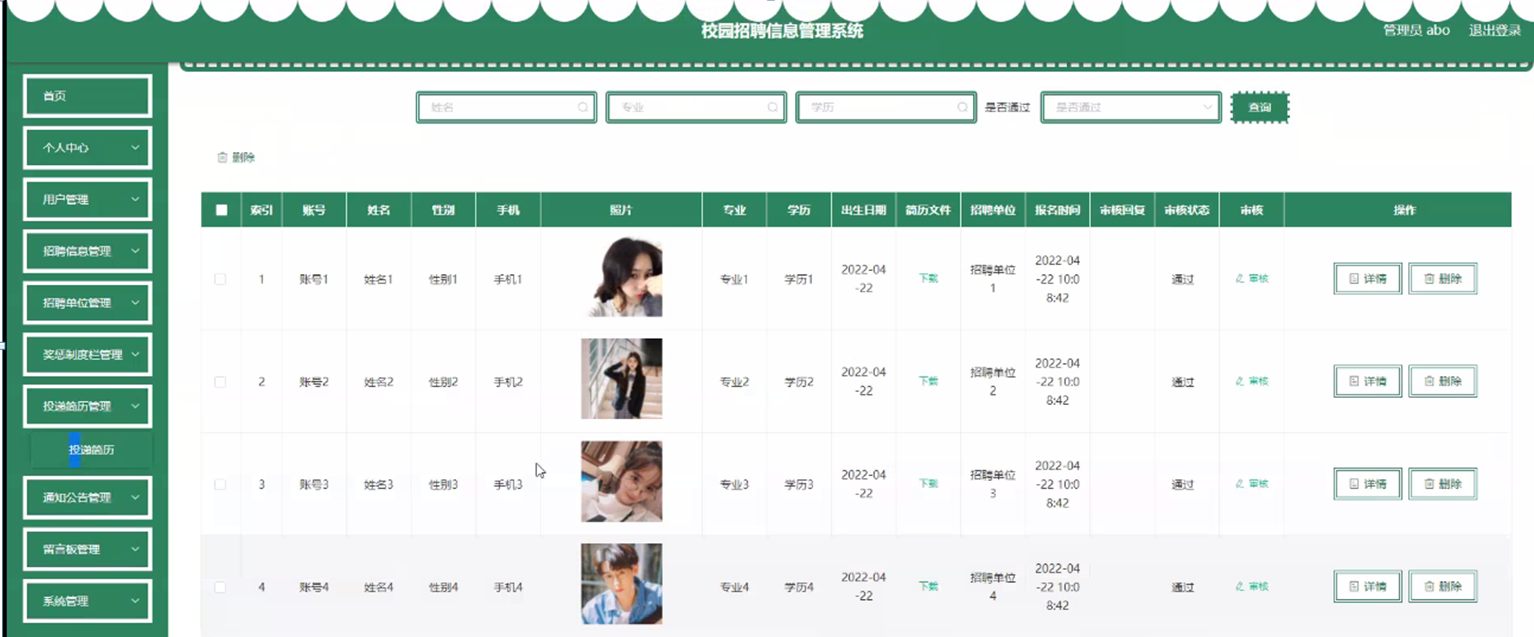 校园招聘信息管理系统
管理员 abo 退出登录
首页
个人中心
用户管理
招聘信息管理
招聘单位管理
奖惩制度栏管理
投递简历管理
投递简历
通知公告管理
留言板管理
系统管理
姓名 专业 学历 是否通过 是否通过 查询
删除
索引 账号 姓名 性别 手机 照片 专业 学历 出生日期 简历文件 招聘单位 报名时间 审核回复 审核状态 审核 操作
1 账号1 姓名1 性别1 手机1 专业1 学历1 2022-04-22 下载 招聘单位1 2022-04-22 10:08:42 通过 审核 详情 删除
2 账号2 姓名2 性别2 手机2 专业2 学历2 2022-04-22 下载 招聘单位2 2022-04-22 10:08:42 通过 审核 详情 删除
3 账号3 姓名3 性别3 手机3 专业3 学历3 2022-04-22 下载 招聘单位3 2022-04-22 10:08:42 通过 审核 详情 删除
4 账号4 姓名4 性别4 手机4 专业4 学历4 2022-04-22 下载 招聘单位4 2022-04-22 10:08:42 通过 审核 详情 删除